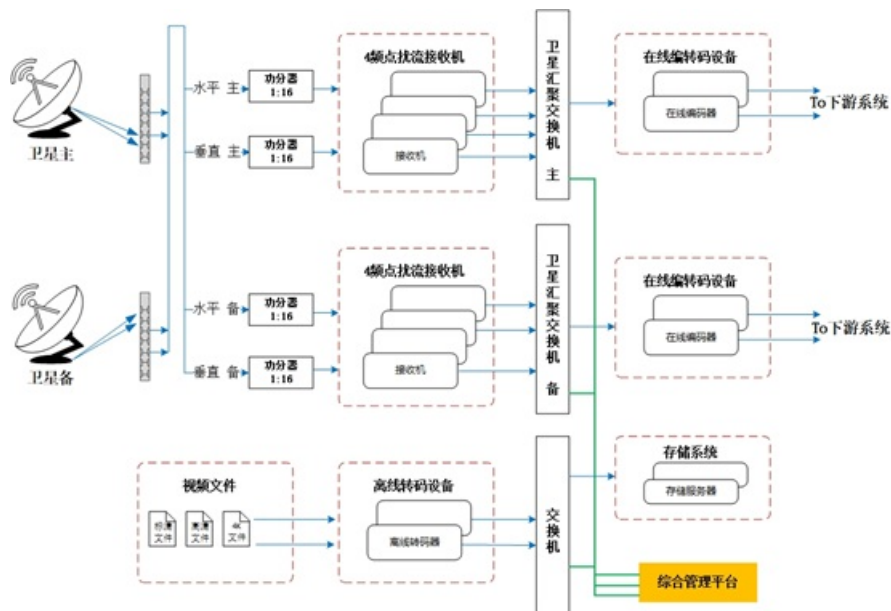 卫星主
水平 主
垂直 主
功分器
1:16
功分器
1:16
4频点扰流接收机
接收机
卫星汇聚交换机 主
在线编转码设备
在线编码器
To下游系统
卫星备
水平 备
垂直 备
功分器
1:16
功分器
1:16
4频点扰流接收机
接收机
卫星汇聚交换机 备
在线编转码设备
在线编码器
To下游系统
视频文件
标清
文件
高清
文件
4K
文件
离线转码设备
离线转码器
交换机
存储系统
存储服务器
综合管理平台